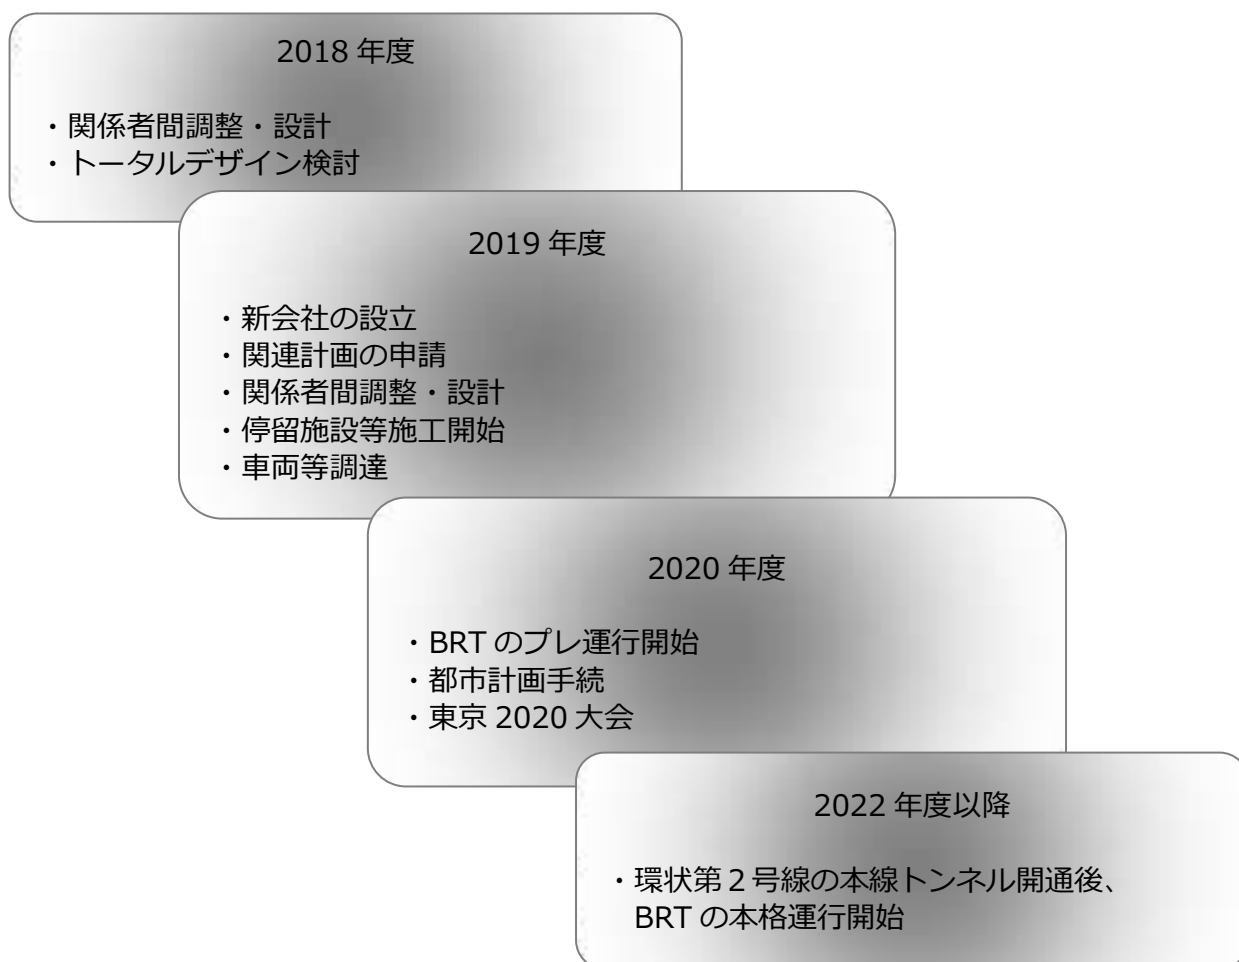 2018 年度
・関係者間調整・設計
・トータルデザイン検討
2019 年度
・新会社の設立
・関連計画の申請
・関係者間調整・設計
・停留施設等施工開始
・車両等調達
2020 年度
・BRT のプレ運行開始
・都市計画手続
・東京 2020 大会
2022 年度以降
・環状第２号線の本線トンネル開通後、
BRT の本格運行開始